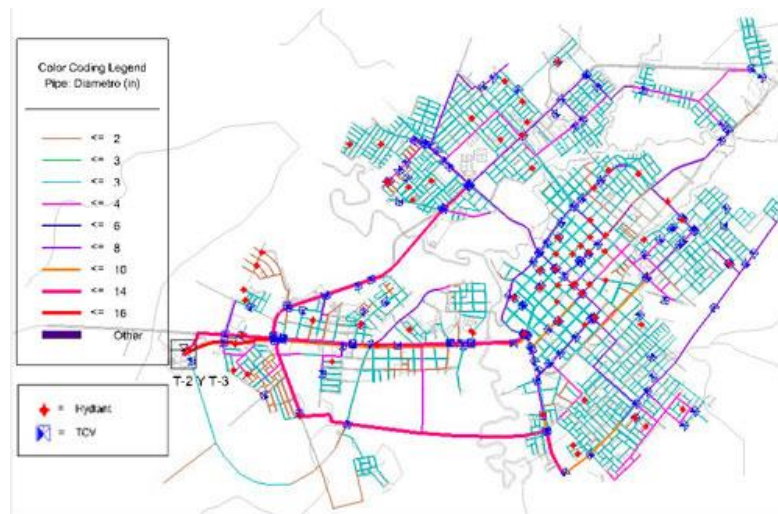 Color Coding Legend
Pipe: Diametro (in)
<= 2
<= 3
<= 3
<= 4
<= 6
<= 8
<= 10
<= 14
<= 16
Other
= Hydrant
= TCV
T-2 Y T-3